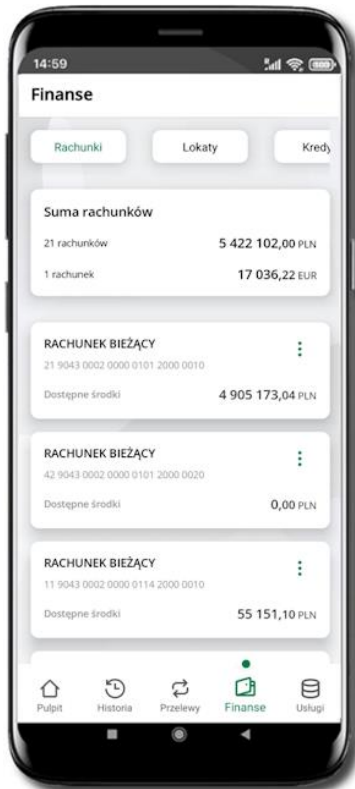 14:59
100
Finanse
Rachunki
Lokaty
Kredy
Suma rachunków
21 rachunków 5 422 102,00 PLN
1 rachunek 17 036,22 EUR
RACHUNEK BIEŻĄCY
21 9043 0002 0000 0101 2000 0010
Dostępne środki 4 905 173,04 PLN
RACHUNEK BIEŻĄCY
42 9043 0002 0000 0101 2000 0020
Dostępne środki 0,00 PLN
RACHUNEK BIEŻĄCY
11 9043 0002 0000 0114 2000 0010
Dostępne środki 55 151,10 PLN
Pulpit Historia Przelewy Finanse Usługi